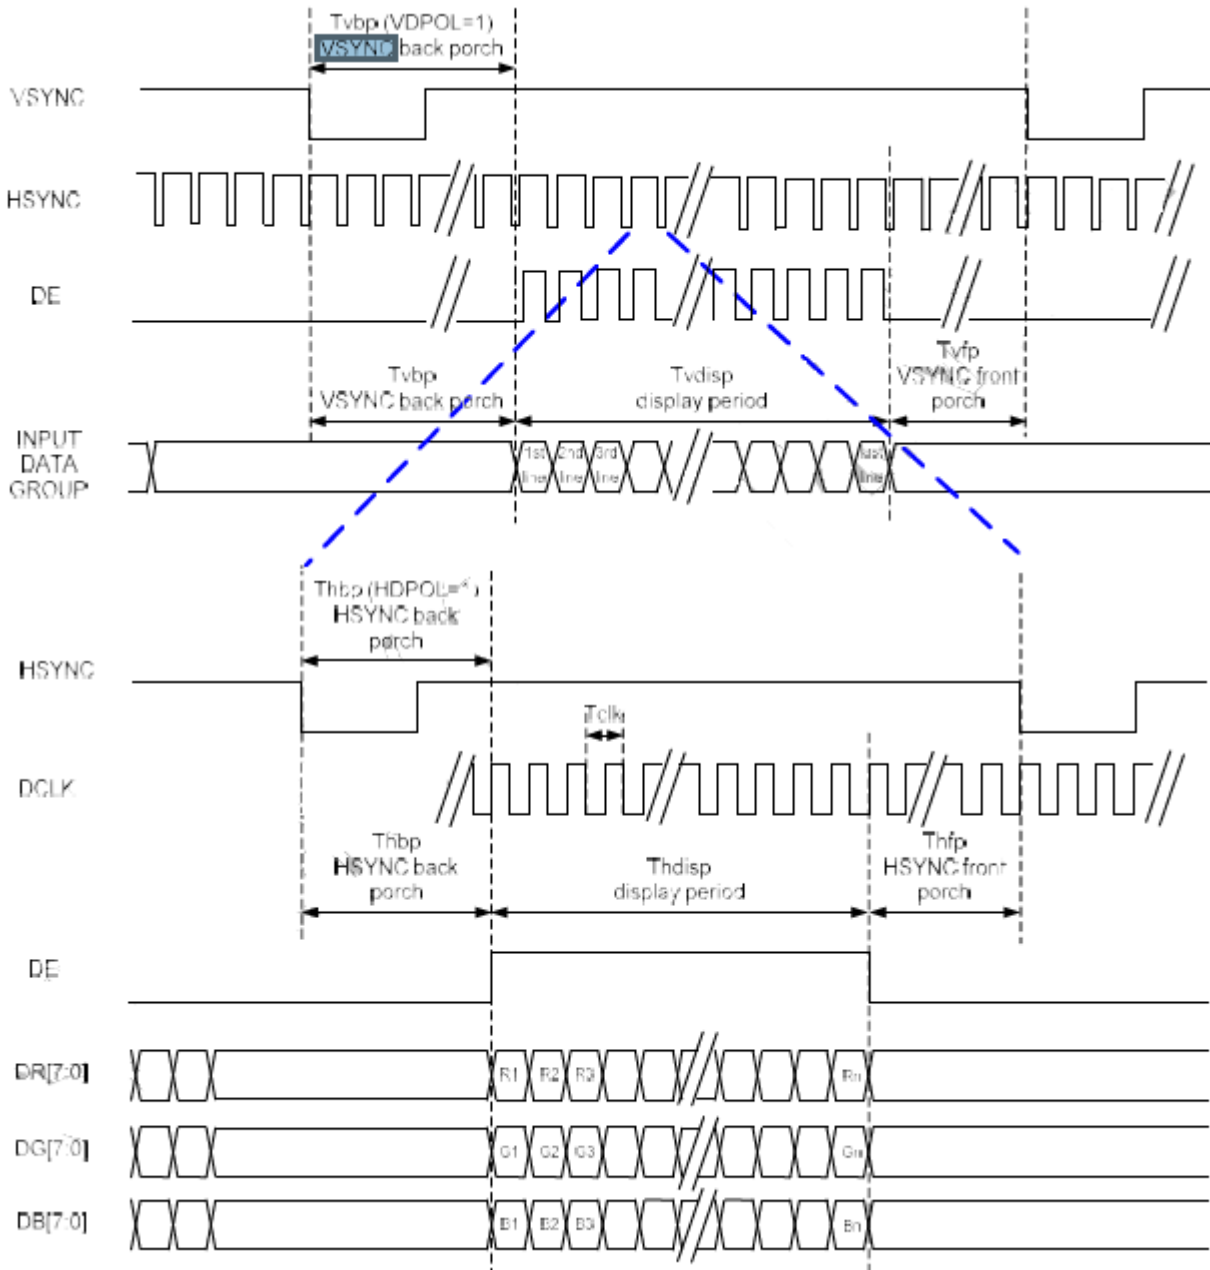 Tvbp (VDPOL=1)
VSYNC back porch
VSYNC
HSYNC
DE
Tvbp
VSYNC back porch
Tvdisp
display period
Tvfp
VSYNC front
porch
INPUT
DATA
GROUP
1st
line
2nd
line
3rd
line
last
line
Thbp (HDPOL=
HSYNC back
porch
HSYNC
Tclk
DCLK
Thbp
HSYNC back
porch
Thdisp
display period
Thfp
HSYNC front
porch
DE
DR[7:0]
R1 R2 R3 Rn
DG[7:0]
G1 G2 G3 Gn
DB[7:0]
B1 B2 B3 Bn